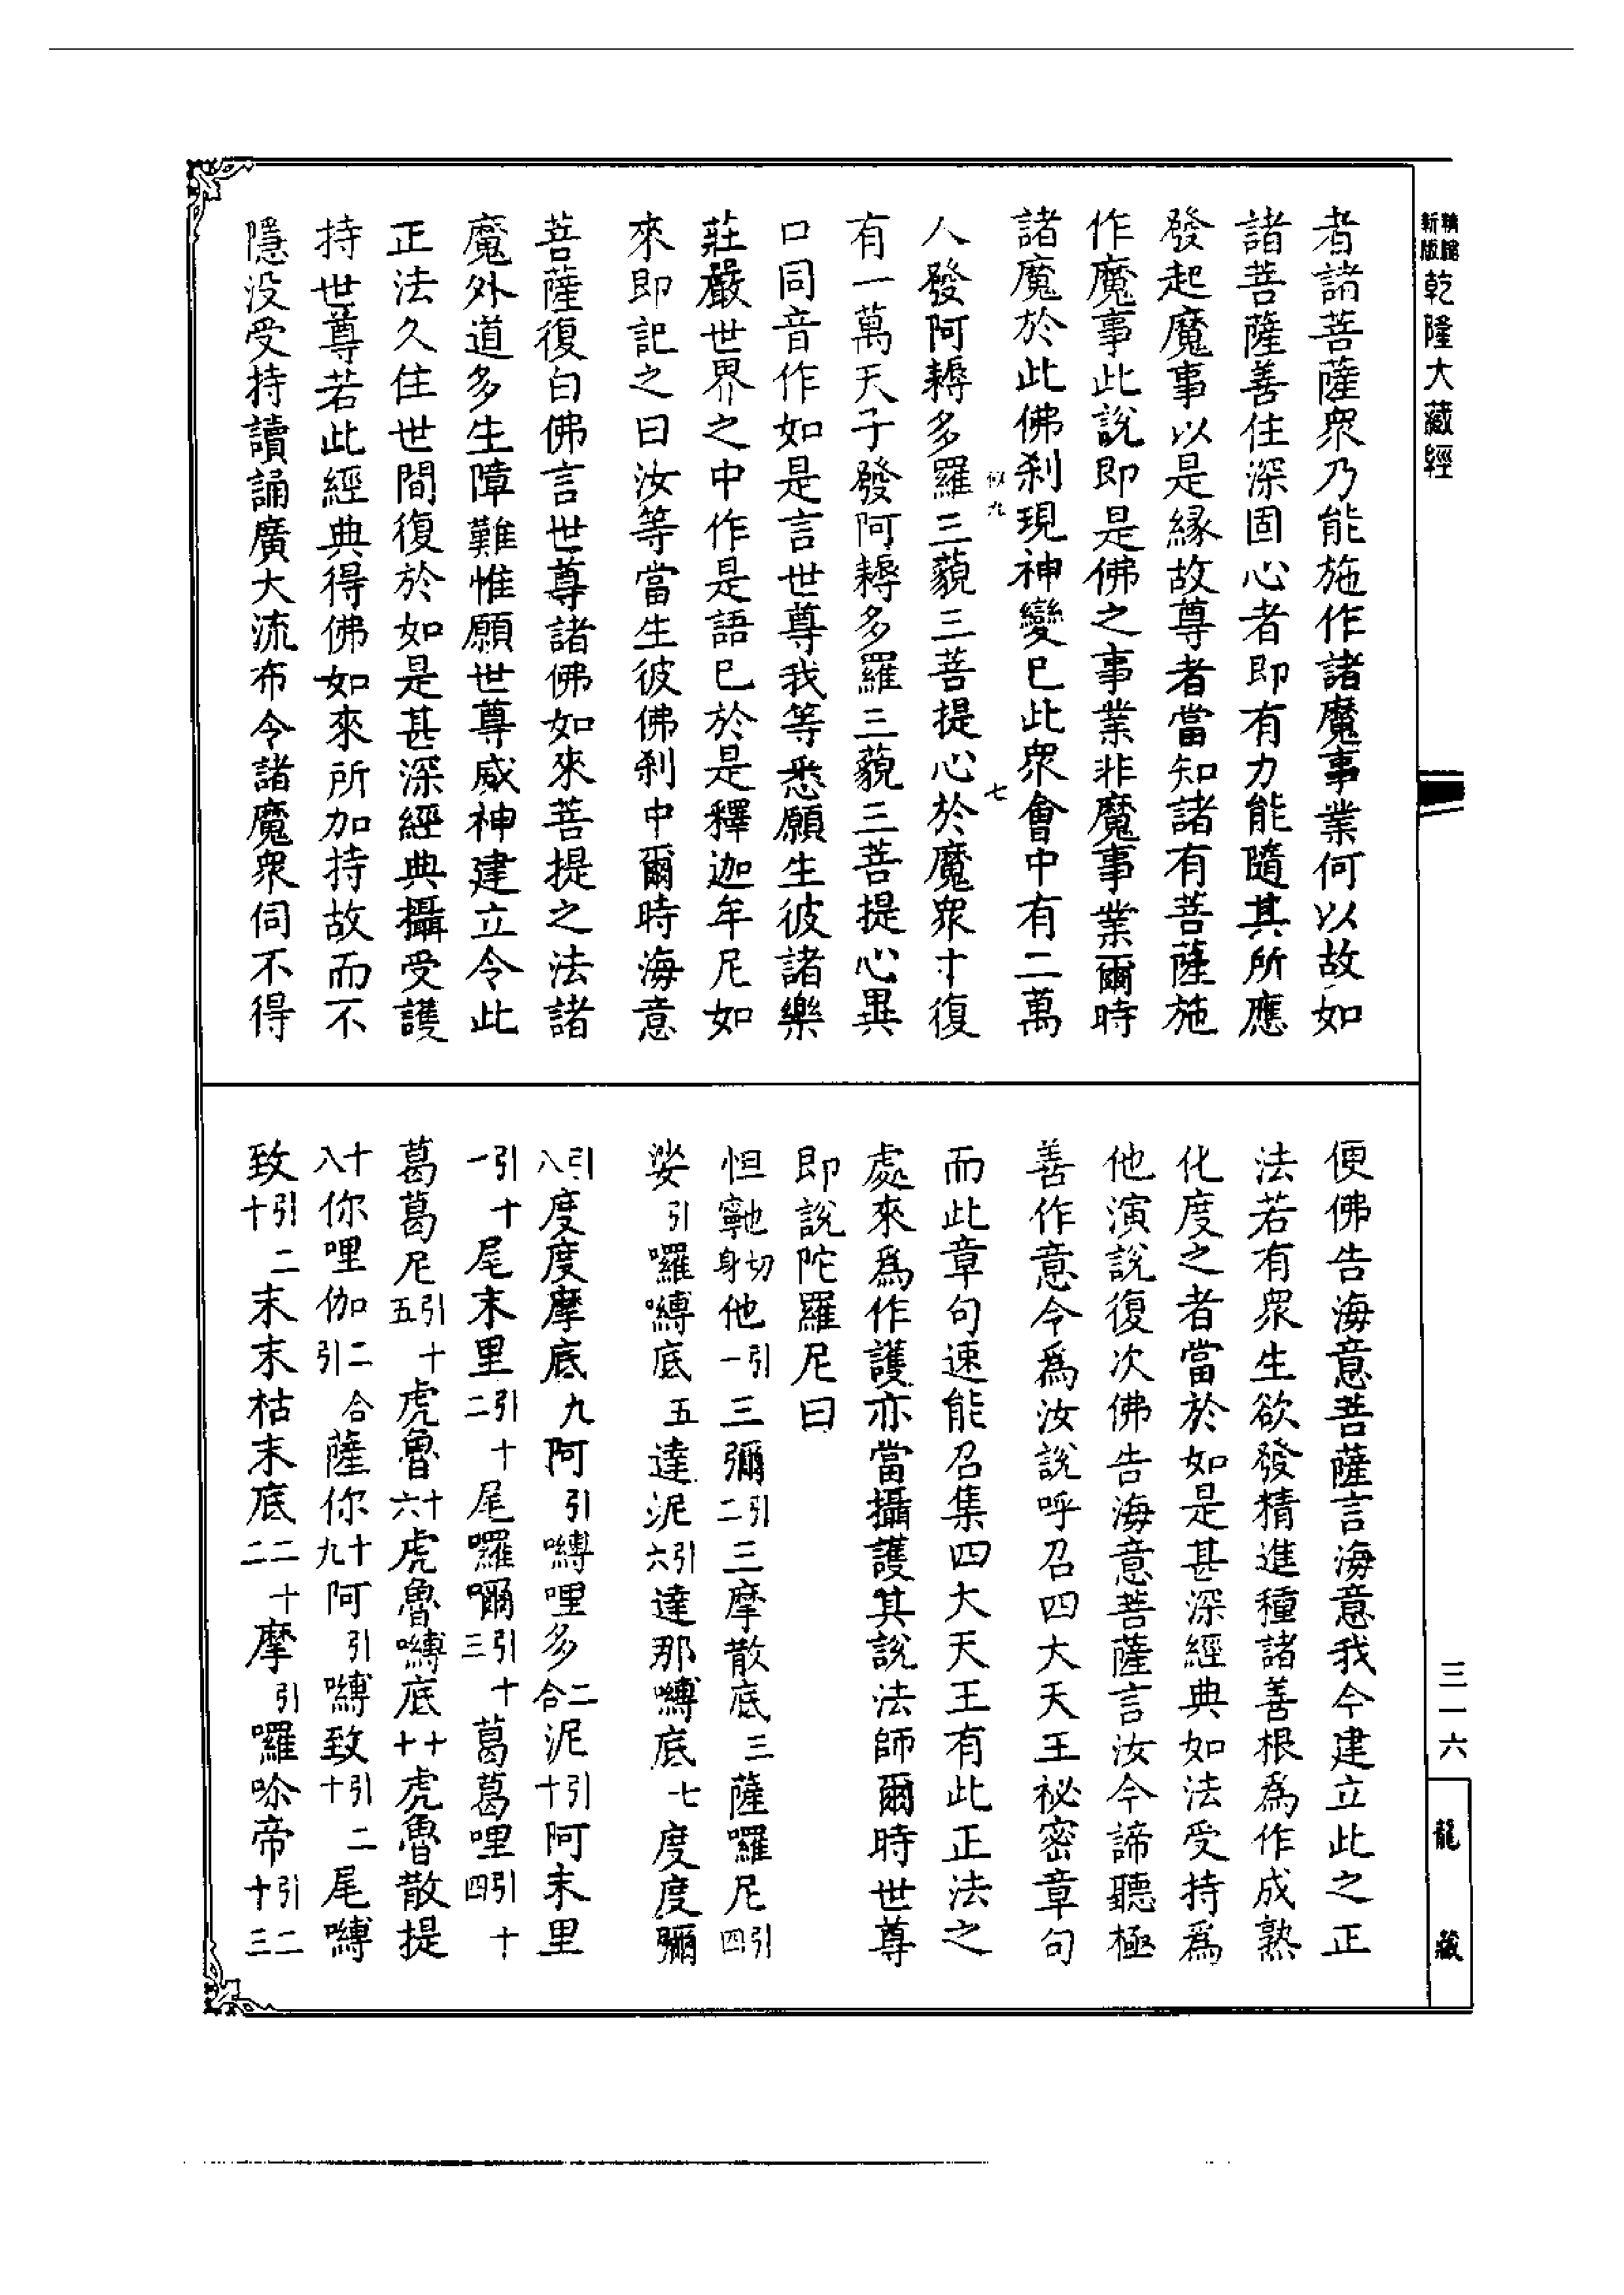 新版
精縮
乾隆大藏經
者諸菩薩衆乃能施作諸魔事業何以故如
諸菩薩善住深固心者即有力能隨其所應
發起魔事以是縁故尊者當知諸有菩薩施
作魔事此說即是佛之事業非魔事業爾時
諸魔於此佛刹現神變已此衆會中有二萬
九
七
人發阿耨多羅三藐三菩提心於魔衆中復
有一萬天子發阿耨多羅三藐三菩提心異
口同音作如是言世尊我等悉願生彼諸樂
莊嚴世界之中作是語已於是釋迦牟尼如
來即記之曰汝等當生彼佛刹中爾時海意
菩薩復白佛言世尊諸佛如來菩提之法諸
魔外道多生障難惟願世尊威神建立令此
正法久住世間復於如是甚深經典攝受護
持世尊若此經典得佛如來所加持故而不
隱没受持讀誦廣大流布令諸魔衆伺不得
便佛告海意菩薩言海意我今建立此之正
法若有衆生欲發精進種諸善根爲作成熟
化度之者當於如是甚深經典如法受持爲
他演說復次佛告海意菩薩言汝今諦聽極
善作意今爲汝說呼召四大天王祕密章句
而此章句速能召集四大天王有此正法之
處來爲作護亦當攝護其說法師爾時世尊
即說陀羅尼曰
怛寧也切身他引一三彌引二三摩散底三薩囉尼引四
娑引囉嚩底五達泥引六達那嚩底七度度彌
引八度度摩底九阿引嚩哩多二合泥引十阿末里
引一十尾末里引二十尾囉嚩引三十葛葛哩引四十
葛葛尼引五十虎魯十六虎魯嚩底十十虎魯散提
十八你哩伽二引合薩你你十九阿引嚩致引十二尾嚩
致引十二末末枯末底二二十摩引囉唋帝引十二三
三一六
龍
藏